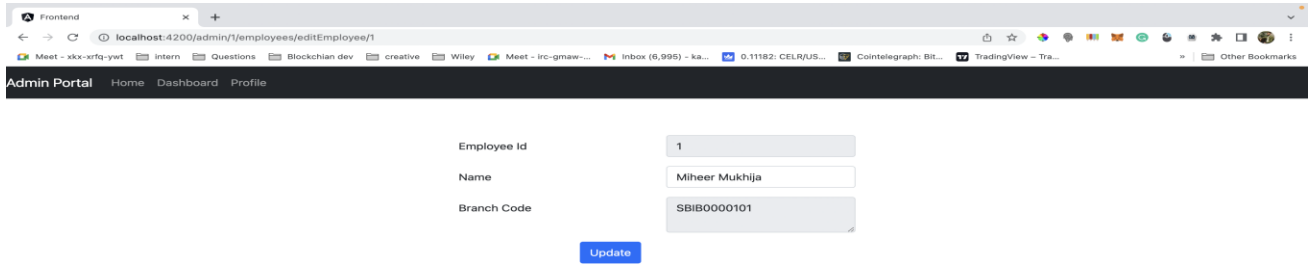 Frontend
localhost:4200/admin/1/employees/editEmployee/1
Meet - xkx-xrfq-ywt intern Questions Blockchian dev creative Wiley Meet - irc-gmaw-... Inbox (6,995) - ka... 0.11182: CELR/US... Cointelegraph: Bit... TradingView – Tra... » Other Bookmarks
Admin Portal Home Dashboard Profile
Employee Id 1
Name Miheer Mukhija
Branch Code SBIB0000101
Update